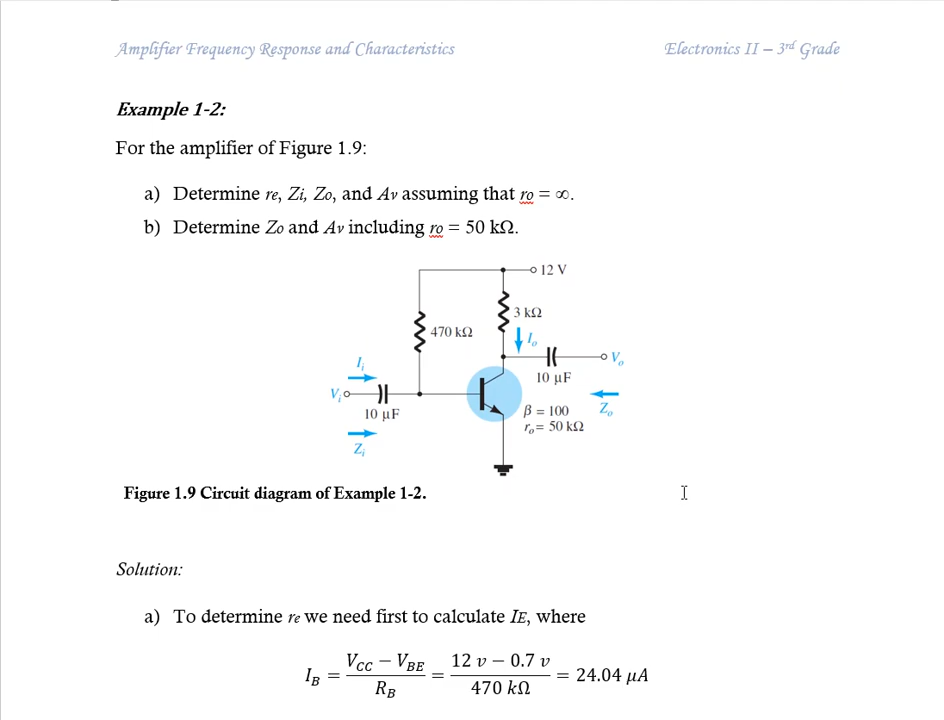 Amplifier Frequency Response and Characteristics Electronics II – 3rd Grade
Example 1-2:
For the amplifier of Figure 1.9:
a) Determine re, Zi, Zo, and Av assuming that ro = ∞.
b) Determine Zo and Av including ro = 50 kΩ.
12 V
3 kΩ
470 kΩ
Io
Ii
Vo
10 µF
Vi
10 µF
β = 100
Zo
ro = 50 kΩ
Zi
Figure 1.9 Circuit diagram of Example 1-2.
Solution:
a) To determine re we need first to calculate IE, where
IB = (VCC − VBE) / RB = (12 v − 0.7 v) / 470 kΩ = 24.04 µA